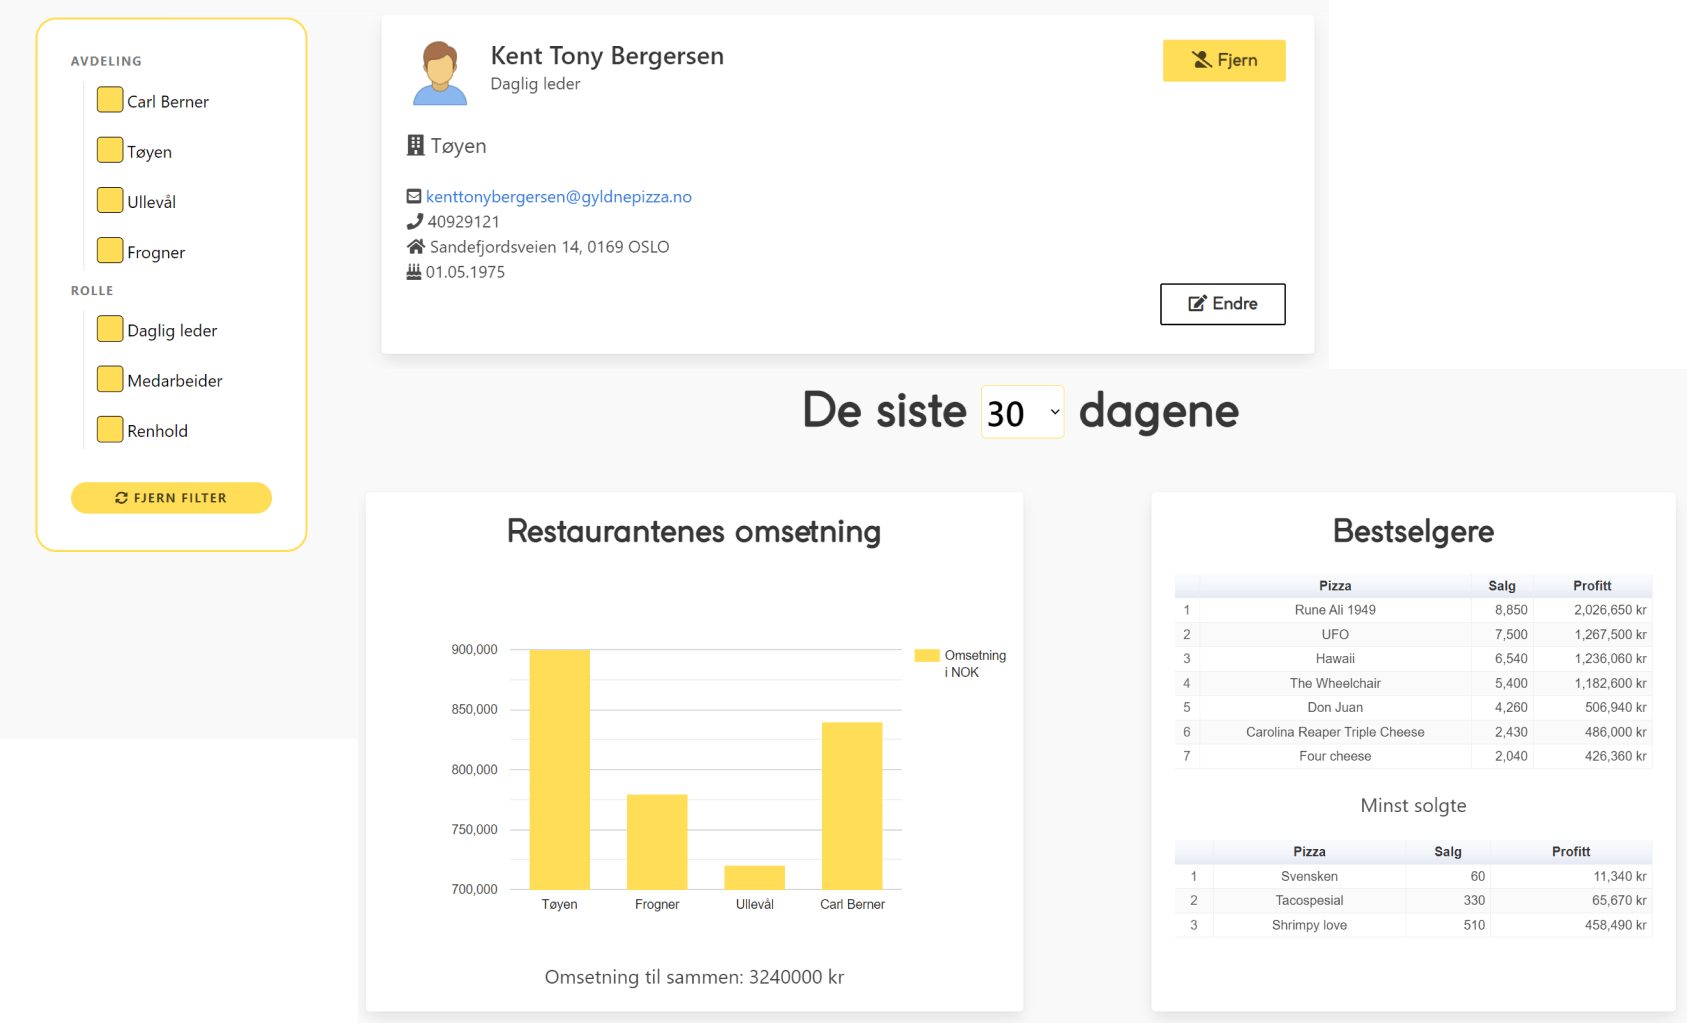 AVDELING
Carl Berner
Tøyen
Ullevål
Frogner
ROLLE
Daglig leder
Medarbeider
Renhold
FJERN FILTER
Kent Tony Bergersen
Daglig leder
Fjern
Tøyen
kenttonybergersen@gyldnepizza.no
40929121
Sandefjordsveien 14, 0169 OSLO
01.05.1975
Endre
De siste 30 dagene
Restaurantenes omsetning
900,000
850,000
800,000
750,000
700,000
Tøyen Frogner Ullevål Carl Berner
Omsetning
i NOK
Omsetning til sammen: 3240000 kr
Bestselgere
Pizza Salg Profitt
1 Rune Ali 1949 8,850 2,026,650 kr
2 UFO 7,500 1,267,500 kr
3 Hawaii 6,540 1,236,060 kr
4 The Wheelchair 5,400 1,182,600 kr
5 Don Juan 4,260 506,940 kr
6 Carolina Reaper Triple Cheese 2,430 486,000 kr
7 Four cheese 2,040 426,360 kr
Minst solgte
Pizza Salg Profitt
1 Svensken 60 11,340 kr
2 Tacospesial 330 65,670 kr
3 Shrimpy love 510 458,490 kr